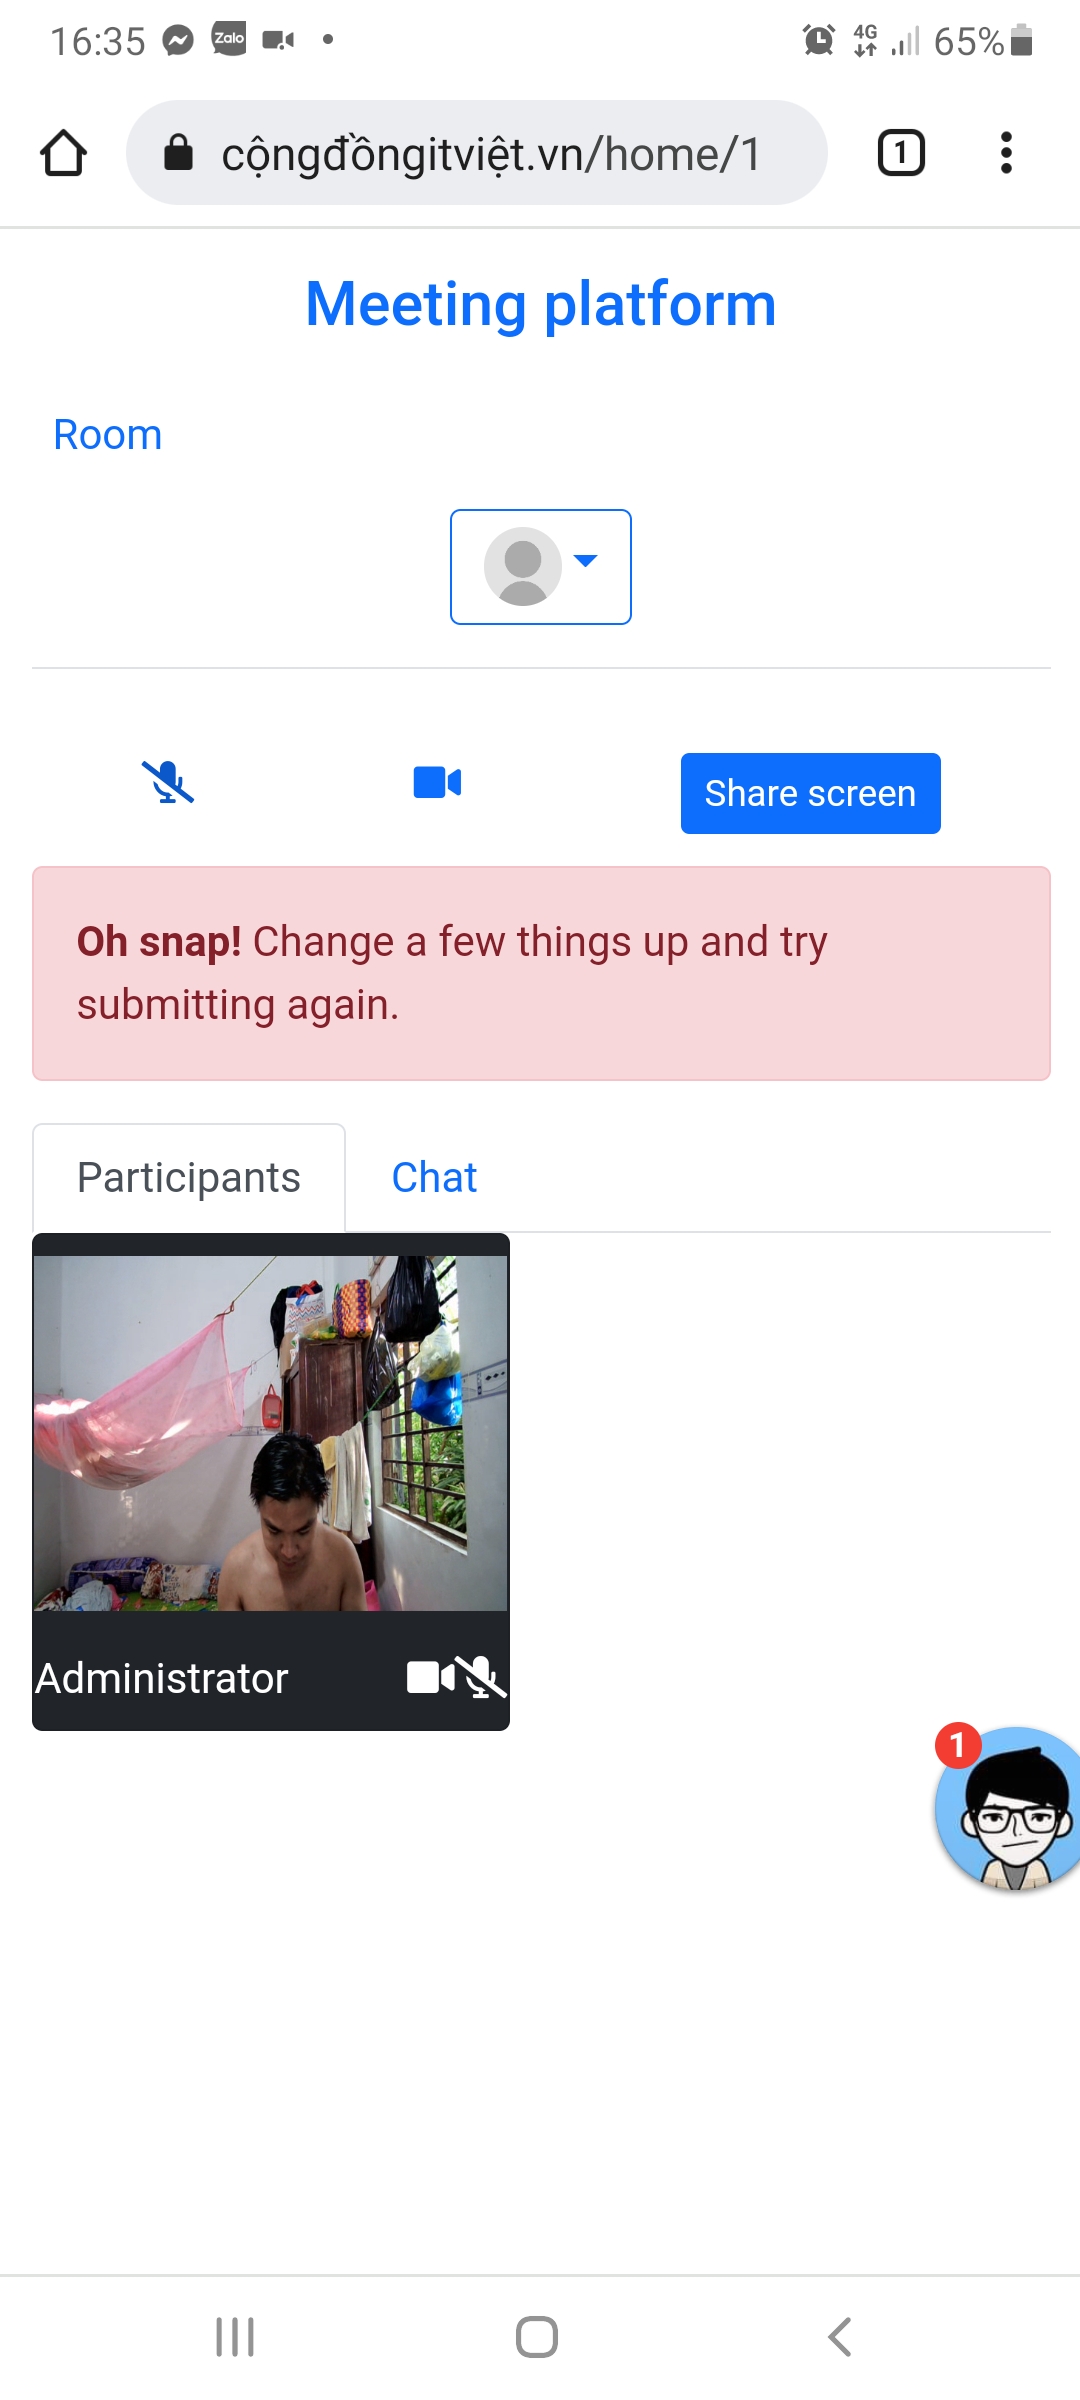 16:35 Zalo 4G 65%
cộngđồngitviệt.vn/home/1 1
Meeting platform
Room
Share screen
Oh snap! Change a few things up and try
submitting again.
Participants Chat
Administrator
1